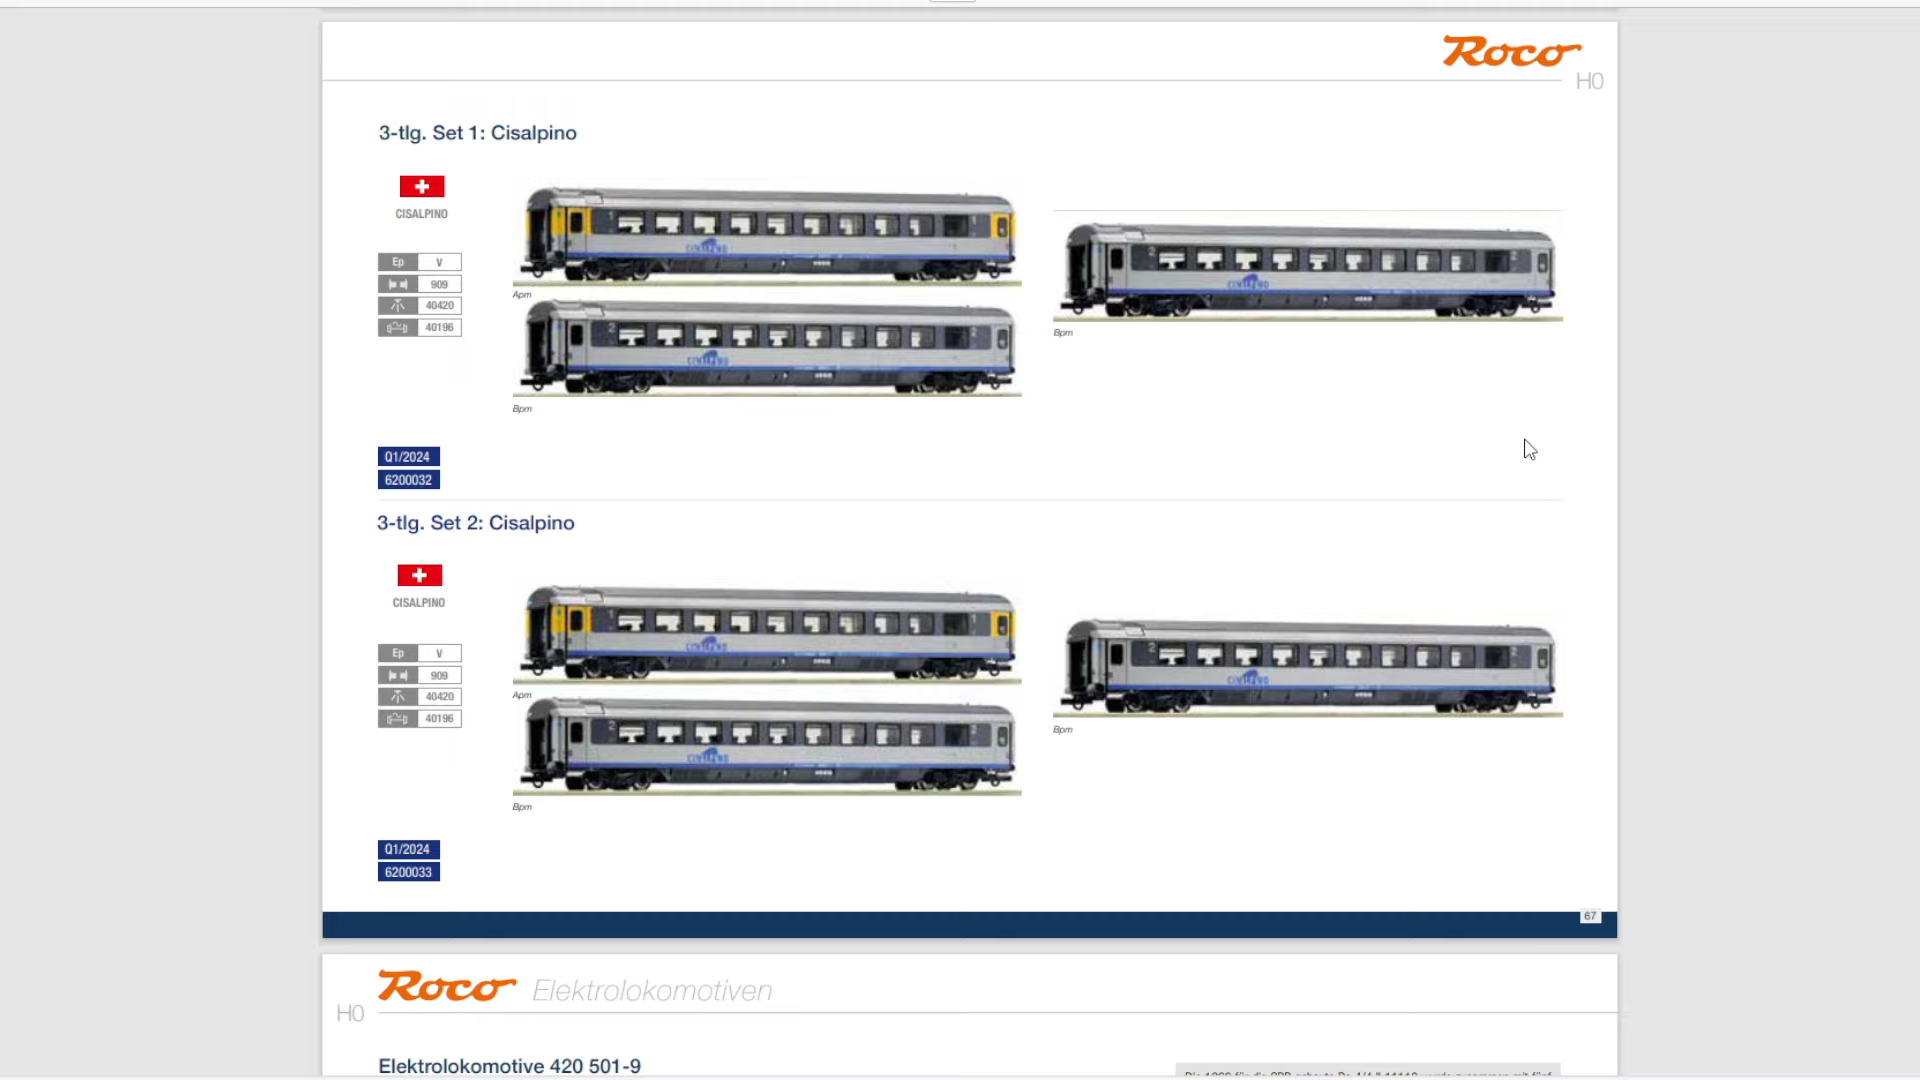 Roco
H0
3-tlg. Set 1: Cisalpino
CISALPINO
Ep V
909
40420
40196
Apm
Bpm
Bpm
Q1/2024
6200032
3-tlg. Set 2: Cisalpino
CISALPINO
Ep V
909
40420
40196
Apm
Bpm
Bpm
Q1/2024
6200033
67
Roco Elektrolokomotiven
H0
Elektrolokomotive 420 501-9